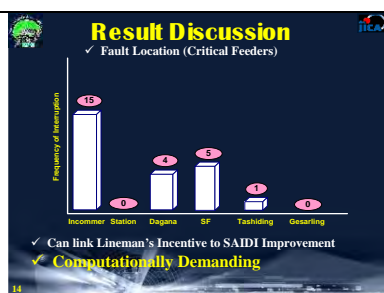 Result Discussion
JICA
✓ Fault Location (Critical Feeders)
Frequency of Interruption
15
0
4
5
1
0
Incommer Station Dagana SF Tashiding Gesarling
✓ Can link Lineman's Incentive to SAIDI Improvement
✓ Computationally Demanding
14